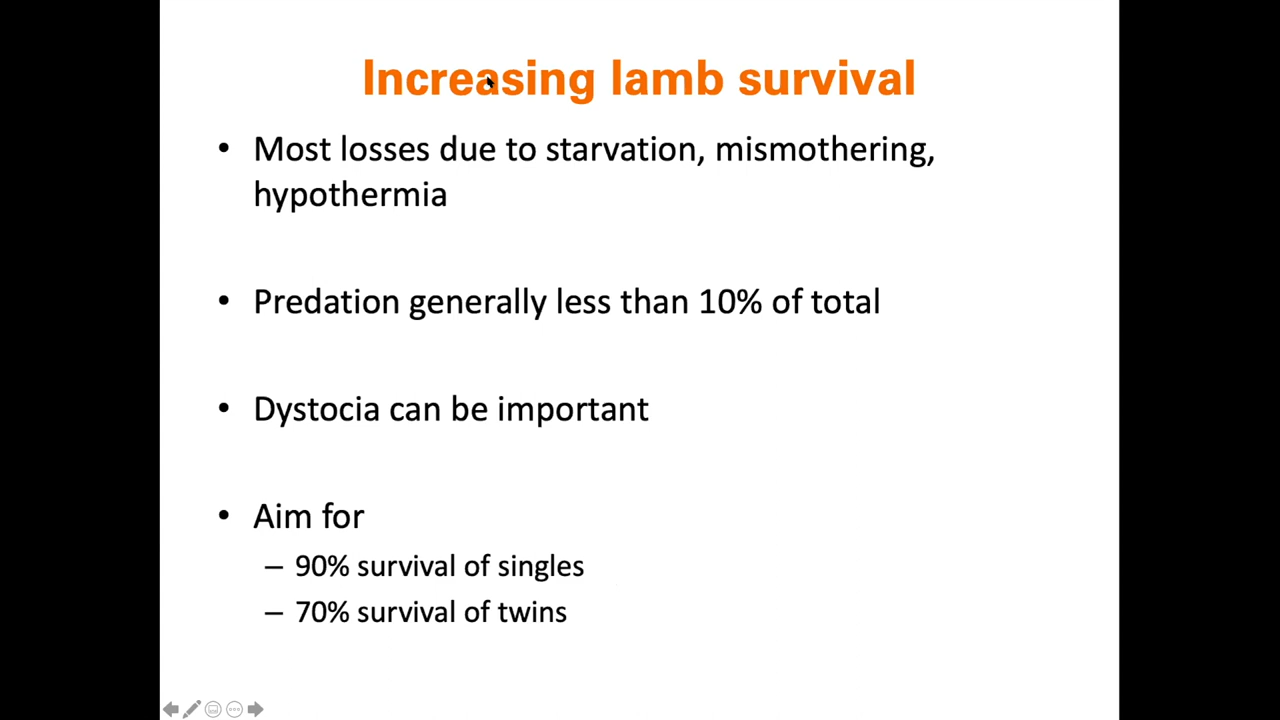 Increasing lamb survival
• Most losses due to starvation, mismothering,
hypothermia
• Predation generally less than 10% of total
• Dystocia can be important
• Aim for
– 90% survival of singles
– 70% survival of twins